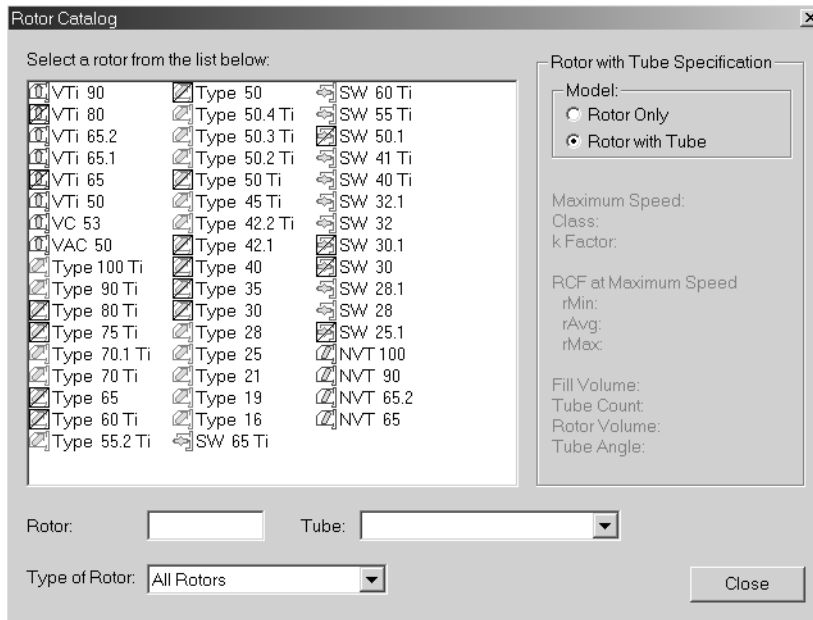 Rotor Catalog
Select a rotor from the list below:
VTi 90
VTi 80
VTi 65.2
VTi 65.1
VTi 65
VTi 50
VC 53
VAC 50
Type 100 Ti
Type 90 Ti
Type 80 Ti
Type 75 Ti
Type 70.1 Ti
Type 70 Ti
Type 65
Type 60 Ti
Type 55.2 Ti
Type 50
Type 50.4 Ti
Type 50.3 Ti
Type 50.2 Ti
Type 50 Ti
Type 45 Ti
Type 42.2 Ti
Type 42.1
Type 40
Type 35
Type 30
Type 28
Type 25
Type 21
Type 19
Type 16
SW 65 Ti
SW 60 Ti
SW 55 Ti
SW 50.1
SW 41 Ti
SW 40 Ti
SW 32.1
SW 32
SW 30.1
SW 30
SW 28.1
SW 28
SW 25.1
NVT 100
NVT 90
NVT 65.2
NVT 65
Rotor with Tube Specification
Model:
Rotor Only
Rotor with Tube
Maximum Speed:
Class:
k Factor:
RCF at Maximum Speed
rMin:
rAvg:
rMax:
Fill Volume:
Tube Count:
Rotor Volume:
Tube Angle:
Rotor:
Tube:
Type of Rotor:
All Rotors
Close